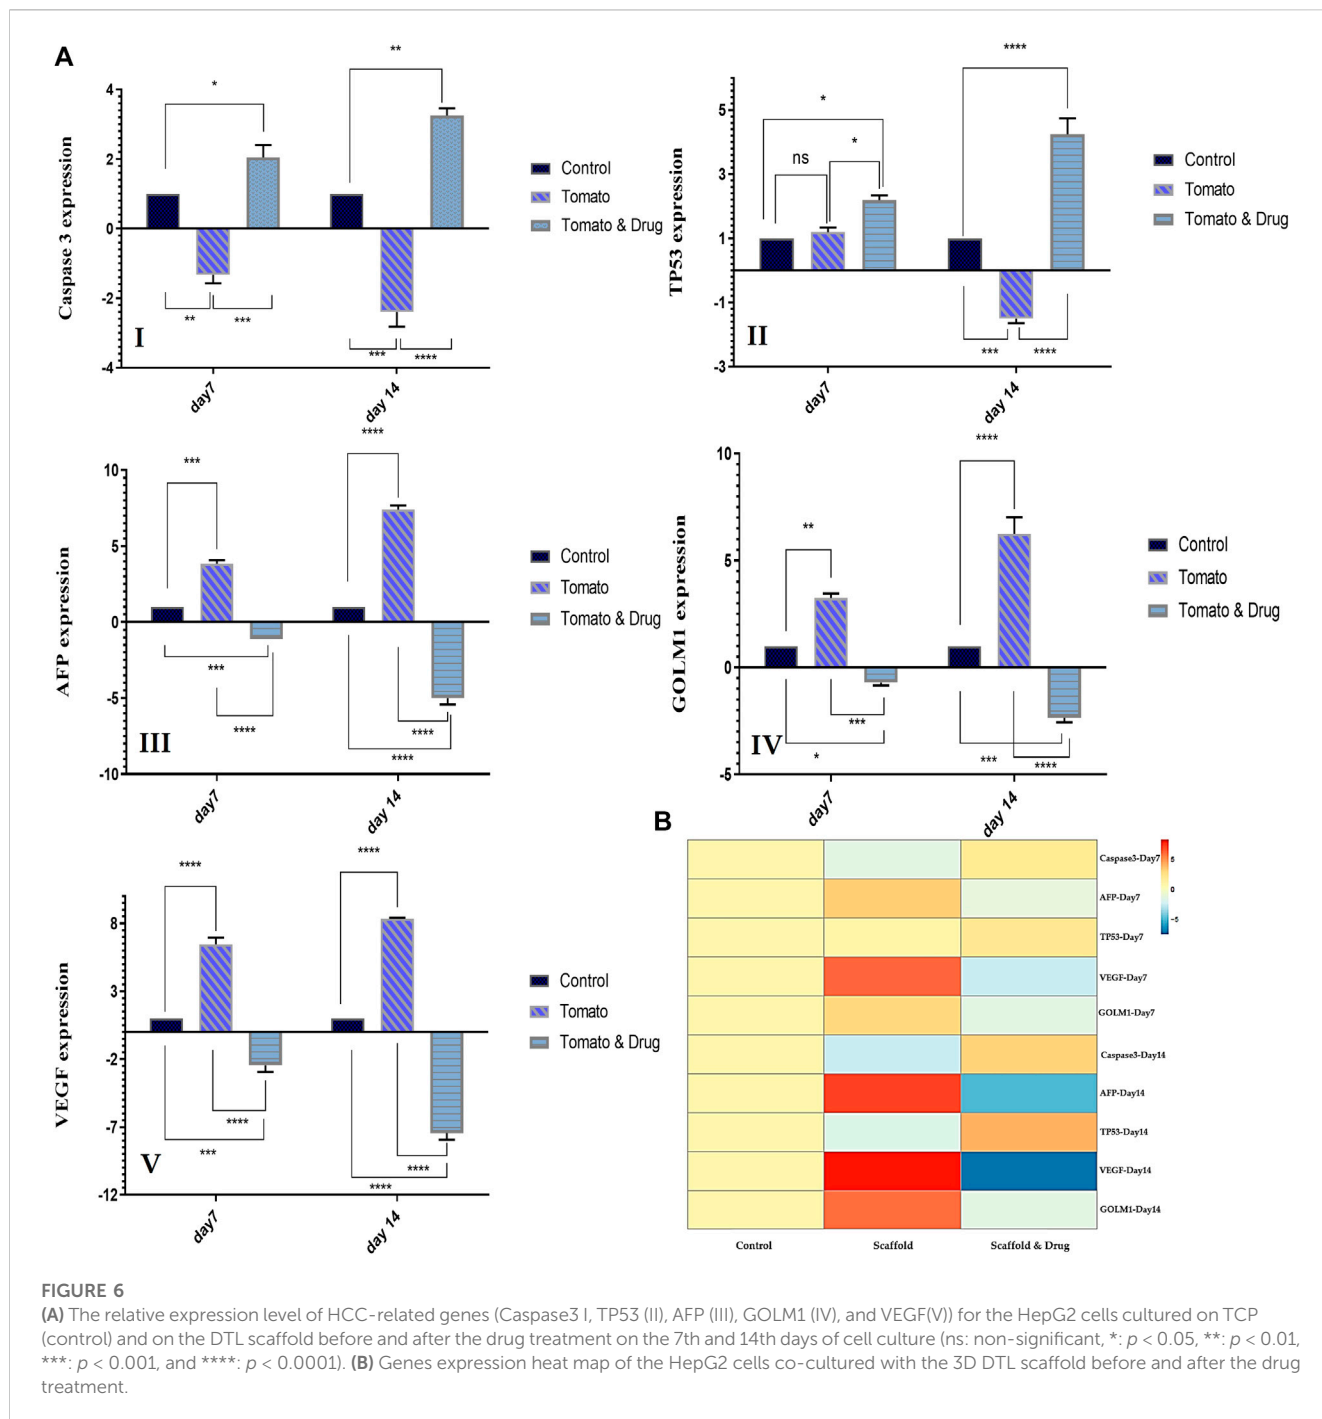 A
Caspase 3 expression
4
2
0
-2
-4
*
**
**
***
***
****
I
day7
day 14
Control
Tomato
Tomato & Drug
TP53 expression
5
3
1
-1
-3
*
ns
*
****
***
****
II
day7
day 14
Control
Tomato
Tomato & Drug
AFP expression
10
5
0
-5
-10
***
****
***
****
****
****
III
day7
day 14
Control
Tomato
Tomato & Drug
GOLM1 expression
10
5
0
-5
**
****
***
*
***
****
IV
day7
day 14
Control
Tomato
Tomato & Drug
VEGF expression
8
3
-2
-7
-12
****
****
****
***
****
****
V
day7
day 14
Control
Tomato
Tomato & Drug
B
Caspase3-Day7
AFP-Day7
TP53-Day7
VEGF-Day7
GOLM1-Day7
Caspase3-Day14
AFP-Day14
TP53-Day14
VEGF-Day14
GOLM1-Day14
5
0
-5
Control
Scaffold
Scaffold & Drug
FIGURE 6
(A) The relative expression level of HCC-related genes (Caspase3 I, TP53 (II), AFP (III), GOLM1 (IV), and VEGF(V)) for the HepG2 cells cultured on TCP
(control) and on the DTL scaffold before and after the drug treatment on the 7th and 14th days of cell culture (ns: non-significant, *: p < 0.05, **: p < 0.01,
***: p < 0.001, and ****: p < 0.0001). (B) Genes expression heat map of the HepG2 cells co-cultured with the 3D DTL scaffold before and after the drug
treatment.